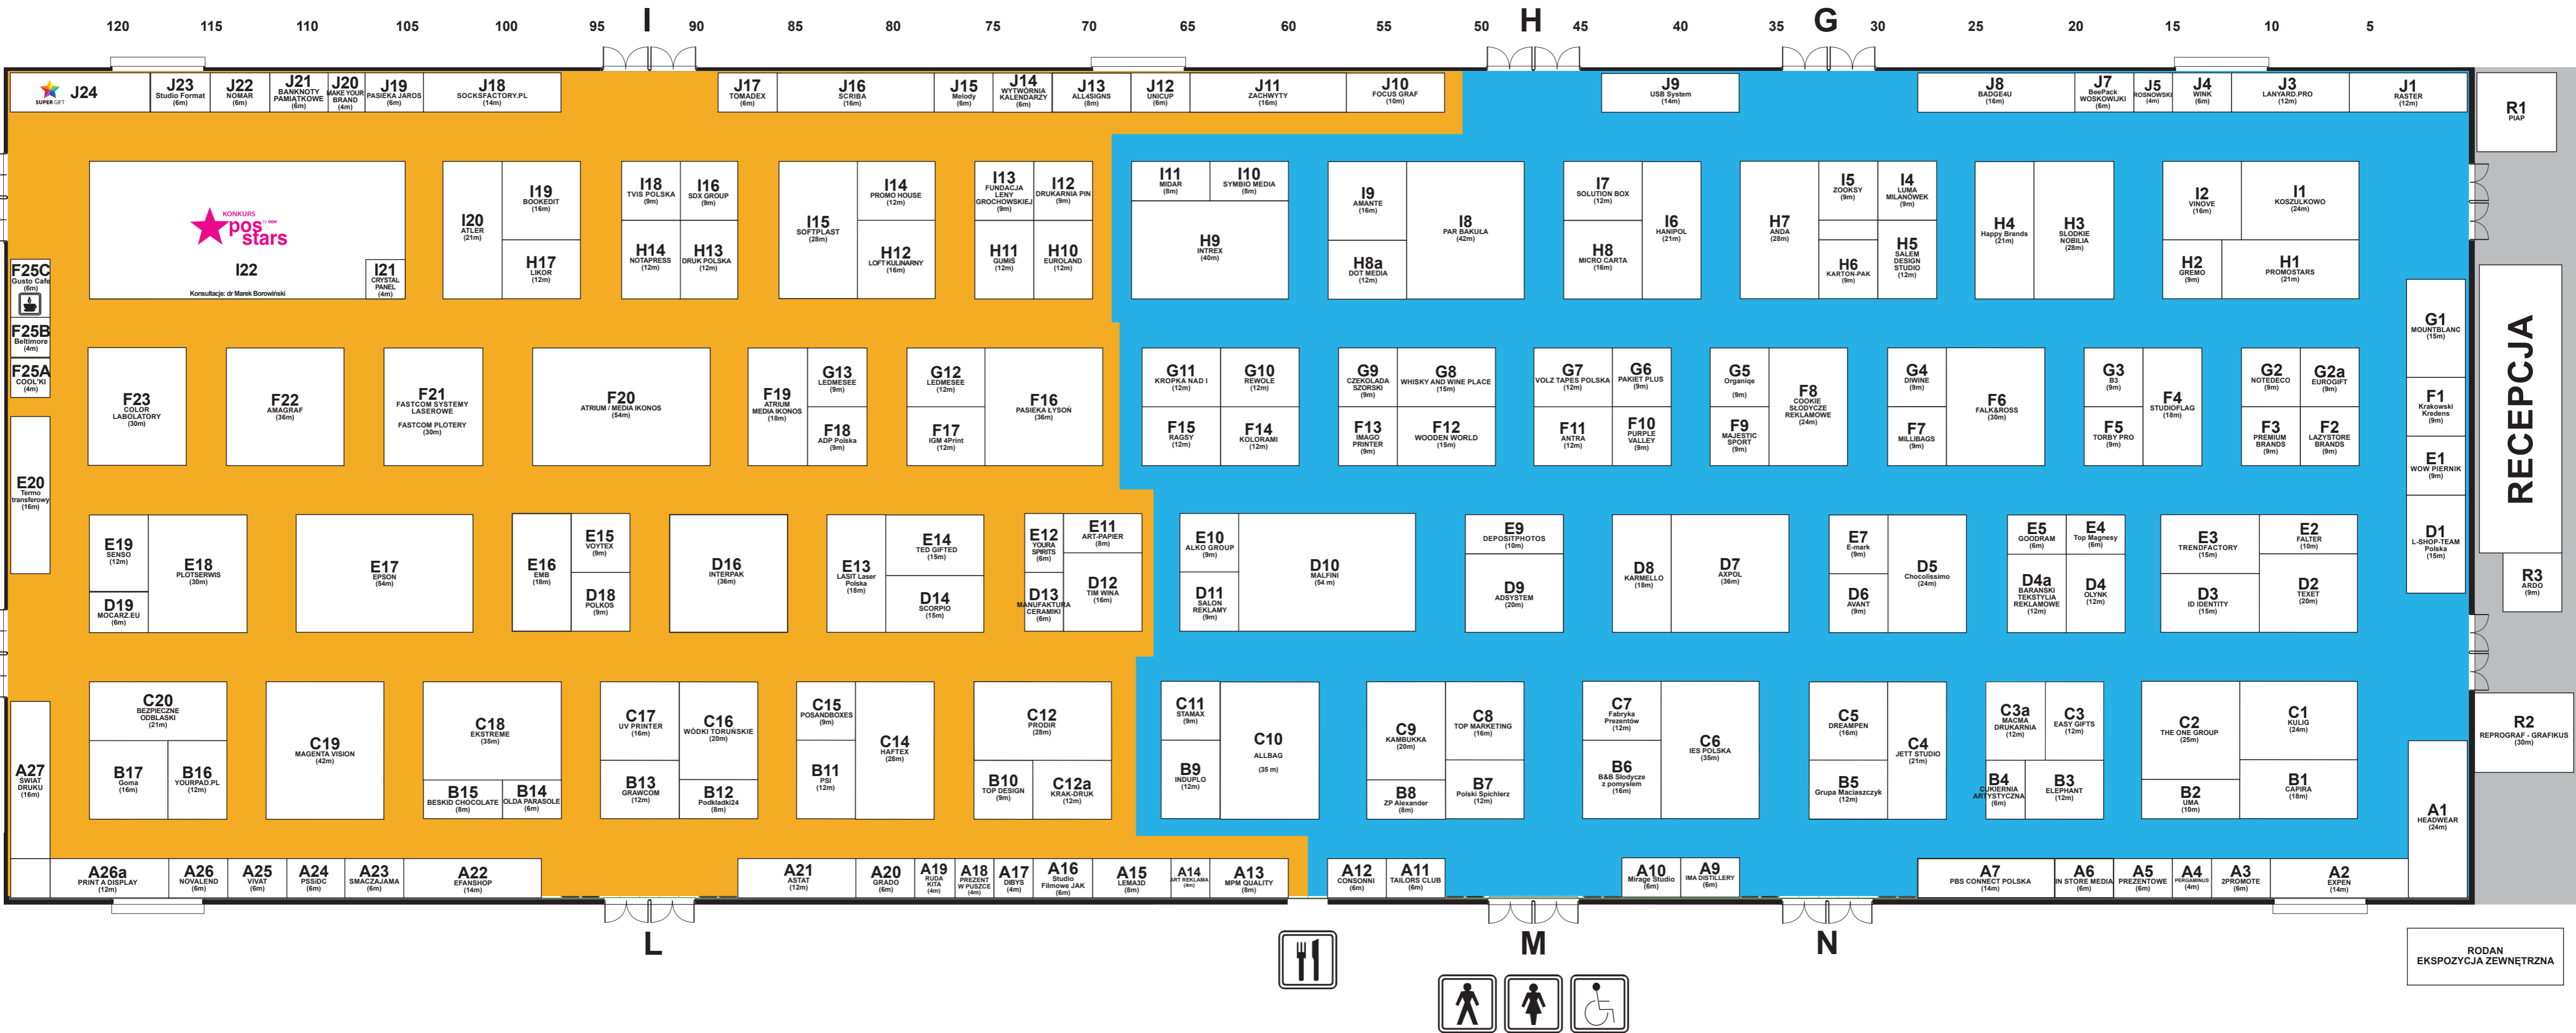 120 115 110 105 100 95 I 90 85 80 75 70 65 60 55 50 H 45 40 35 G 30 25 20 15 10 5
SUPER GIFT
J24
J23
Studio Format
(6m)
J22
NOMAR
(6m)
J21
BANKNOTY
PAMIĄTKOWE
(6m)
J20
MAKE YOUR
BRAND
(4m)
J19
PASIEKA JAROS
(6m)
J18
SOCKSFACTORY.PL
(14m)
J17
TOMADEX
(6m)
J16
SCRIBA
(16m)
J15
Melody
(6m)
J14
WYTWÓRNIA
KALENDARZY
(6m)
J13
ALL4SIGNS
(8m)
J12
UNICUP
(6m)
J11
ZACHWYTY
(16m)
J10
FOCUS GRAF
(10m)
J9
USB System
(14m)
J8
BADGE4U
(16m)
J7
BeePack
WOSKOWIJKI
(6m)
J5
ROSNOWSKI
(4m)
J4
WINK
(6m)
J3
LANYARD.PRO
(12m)
J1
RASTER
(12m)
R1
PIAP
KONKURS
pos
stars
I22
Konsultacje: dr Marek Borowiński
I21
CRYSTAL
PANEL
(4m)
I20
ATLER
(21m)
I19
BOOKEDIT
(16m)
H17
LIKOR
(12m)
I18
TVIS POLSKA
(9m)
I16
SDX GROUP
(9m)
H14
NOTAPRESS
(12m)
H13
DRUK POLSKA
(12m)
I15
SOFTPLAST
(28m)
I14
PROMO HOUSE
(12m)
H12
LOFT KULINARNY
(16m)
I13
FUNDACJA
LENY
GROCHOWSKIEJ
(9m)
I12
DRUKARNIA PIN
(9m)
H11
GUMIŚ
(12m)
H10
EUROLAND
(12m)
I11
MIDAR
(8m)
I10
SYMBIO MEDIA
(8m)
H9
INTREX
(40m)
I9
AMANTE
(16m)
H8a
DOT MEDIA
(12m)
I8
PAR BAKUŁA
(42m)
I7
SOLUTION BOX
(12m)
H8
MICRO CARTA
(16m)
I6
HANIPOL
(21m)
H7
ANDA
(28m)
I5
ZOOKSY
(9m)
H6
KARTON-PAK
(9m)
I4
LUMA
MILANÓWEK
(9m)
H5
SALEM
DESIGN
STUDIO
(12m)
H4
Happy Brands
(21m)
H3
SLODKIE
NOBILIA
(28m)
I2
VINOVE
(16m)
I1
KOSZULKOWO
(24m)
H2
GREMO
(9m)
H1
PROMOSTARS
(21m)
F25C
Gusto Cafe
(6m)
F25B
Beltimore
(4m)
F25A
COOL'KI
(4m)
F23
COLOR
LABOLATORY
(30m)
F22
AMAGRAF
(36m)
F21
FASTCOM SYSTEMY
LASEROWE
FASTCOM PLOTERY
(30m)
F20
ATRIUM / MEDIA IKONOS
(54m)
F19
ATRIUM
MEDIA IKONOS
(18m)
G13
LEDMESEE
(9m)
F18
ADP Polska
(9m)
G12
LEDMESEE
(12m)
F17
IGM 4Print
(12m)
F16
PASIEKA ŁYSOŃ
(36m)
G11
KROPKA NAD I
(12m)
G10
REWOLE
(12m)
F15
RAGSY
(12m)
F14
KOLORAMI
(12m)
G9
CZEKOLADA
SZORSKI
(9m)
G8
WHISKY AND WINE PLACE
(15m)
F13
IMAGO
PRINTER
(9m)
F12
WOODEN WORLD
(15m)
G7
VOLZ TAPES POLSKA
(12m)
G6
PAKIET PLUS
(9m)
F11
ANTRA
(12m)
F10
PURPLE
VALLEY
(9m)
G5
Organiqe
(9m)
F9
MAJESTIC
SPORT
(9m)
F8
COOKIE
SŁODYCZE
REKLAMOWE
(24m)
G4
DIWINE
(9m)
F7
MILLIBAGS
(9m)
F6
FALK&ROSS
(30m)
G3
B3
(9m)
F5
TORBY PRO
(9m)
F4
STUDIOFLAG
(18m)
G2
NOTEDECO
(9m)
G2a
EUROGIFT
(9m)
F3
PREMIUM
BRANDS
(9m)
F2
LAZYSTORE
BRANDS
(9m)
G1
MOUNTBLANC
(15m)
F1
Krakowski
Kredens
(9m)
E1
WOW PIERNIK
(9m)
D1
L-SHOP-TEAM
Polska
(15m)
RECEPCJA
R3
ARDO
(9m)
E20
Termo
transferowy
(16m)
E19
SENSO
(12m)
D19
MOCARZ.EU
(6m)
E18
PLOTSERWIS
(30m)
E17
EPSON
(54m)
E16
EMB
(18m)
E15
VOYTEX
(9m)
D18
POLKOS
(9m)
D16
INTERPAK
(36m)
E13
LASIT Laser
Polska
(18m)
E14
TED GIFTED
(15m)
D14
SCORPIO
(15m)
E12
YOURA
SPIRITS
(6m)
D13
MANUFAKTURA
CERAMIKI
(6m)
E11
ART-PAPIER
(8m)
D12
TIM WINA
(16m)
E10
ALKO GROUP
(9m)
D11
SALON
REKLAMY
(9m)
D10
MALFINI
(54 m)
E9
DEPOSITPHOTOS
(10m)
D9
ADSYSTEM
(20m)
D8
KARMELLO
(18m)
D7
AXPOL
(36m)
E7
E-mark
(9m)
D6
AVANT
(9m)
D5
Chocolissimo
(24m)
E5
GOODRAM
(6m)
E4
Top Magnesy
(6m)
D4a
BARAŃSKI
TEKSTYLIA
REKLAMOWE
(12m)
D4
OLYNK
(12m)
E3
TRENDFACTORY
(15m)
D3
ID IDENTITY
(15m)
E2
FALTER
(10m)
D2
TEXET
(20m)
C20
BEZPIECZNE
ODBLASKI
(21m)
B17
Goma
(16m)
B16
YOURPAD.PL
(12m)
C19
MAGENTA VISION
(42m)
C18
EKSTREME
(35m)
B15
BESKID CHOCOLATE
(8m)
B14
OLDA PARASOLE
(6m)
C17
UV PRINTER
(16m)
B13
GRAWCOM
(12m)
C16
WÓDKI TORUŃSKIE
(20m)
B12
Podkładki24
(8m)
C15
POSANDBOXES
(9m)
B11
PSI
(12m)
C14
HAFTEX
(28m)
C12
PRODIR
(28m)
B10
TOP DESIGN
(9m)
C12a
KRAK-DRUK
(12m)
C11
STAMAX
(9m)
B9
INDUPLO
(12m)
C10
ALLBAG
(35 m)
C9
KAMBUKKA
(20m)
B8
ZP Alexander
(8m)
C8
TOP MARKETING
(16m)
B7
Polski Spichlerz
(12m)
C7
Fabryka
Prezentów
(12m)
B6
B&B Słodycze
z pomysłem
(16m)
C6
IES POLSKA
(35m)
C5
DREAMPEN
(16m)
B5
Grupa Maciaszczyk
(12m)
C4
JETT STUDIO
(21m)
C3a
MACMA
DRUKARNIA
(12m)
C3
EASY GIFTS
(12m)
B4
CUKIERNIA
ARTYSTYCZNA
(6m)
B3
ELEPHANT
(12m)
C2
THE ONE GROUP
(25m)
B2
UMA
(10m)
C1
KULIG
(24m)
B1
CAPIRA
(18m)
R2
REPROGRAF - GRAFIKUS
(30m)
A27
ŚWIAT
DRUKU
(16m)
A26a
PRINT A DISPLAY
(12m)
A26
NOVALEND
(6m)
A25
VIVAT
(6m)
A24
PSSIDC
(6m)
A23
SMACZAJAMA
(6m)
A22
EFANSHOP
(14m)
A21
ASTAT
(12m)
A20
GRADO
(6m)
A19
RUDA
KITA
(4m)
A18
PREZENT
W PUSZCE
(4m)
A17
DIBYS
(4m)
A16
Studio
Filmowe JAK
(6m)
A15
LEMA3D
(8m)
A14
ART REKLAMA
(4m)
A13
MPM QUALITY
(8m)
A12
CONSONNI
(6m)
A11
TAILORS CLUB
(6m)
A10
Mirage Studio
(6m)
A9
IMA DISTILLERY
(6m)
A7
PBS CONNECT POLSKA
(14m)
A6
IN STORE MEDIA
(6m)
A5
PREZENTOWE
(6m)
A4
PERGAMINUS
(4m)
A3
2PROMOTE
(6m)
A2
EXPEN
(14m)
A1
HEADWEAR
(24m)
L M N
RODAN
EKSPOZYCJA ZEWNĘTRZNA